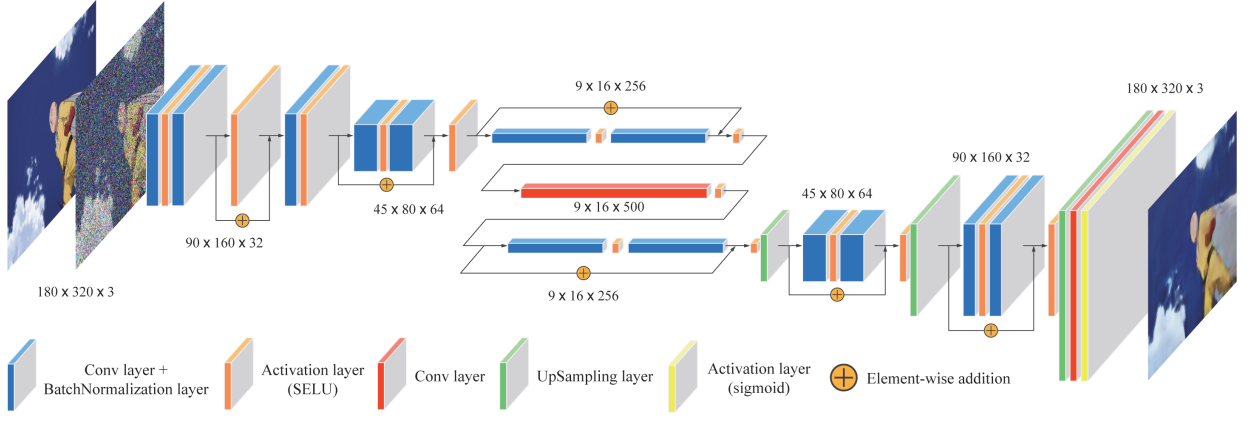 9 x 16 x 256
180 x 320 x 3
90 x 160 x 32
45 x 80 x 64
9 x 16 x 500
45 x 80 x 64
90 x 160 x 32
180 x 320 x 3
9 x 16 x 256
Conv layer +
BatchNormalization layer
Activation layer
(SELU)
Conv layer
UpSampling layer
Activation layer
(sigmoid)
Element-wise addition